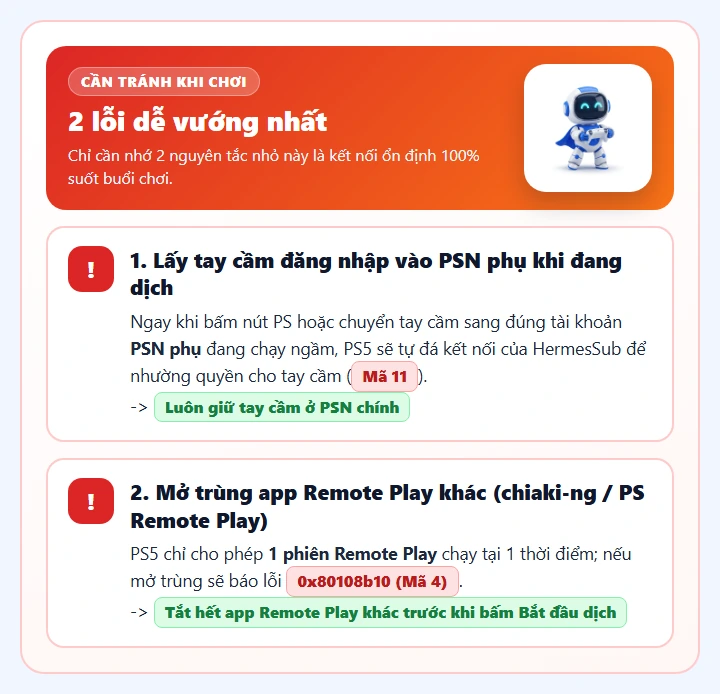 CẦN TRÁNH KHI CHƠI
2 lỗi dễ vướng nhất
Chỉ cần nhớ 2 nguyên tắc nhỏ này là kết nối ổn định 100%
suốt buổi chơi.
!
1. Lấy tay cầm đăng nhập vào PSN phụ khi đang
dịch
Ngay khi bấm nút PS hoặc chuyển tay cầm sang đúng tài khoản
PSN phụ đang chạy ngầm, PS5 sẽ tự đá kết nối của HermesSub để
nhường quyền cho tay cầm ( Mã 11 ).
-> Luôn giữ tay cầm ở PSN chính
!
2. Mở trùng app Remote Play khác (chiaki-ng / PS
Remote Play)
PS5 chỉ cho phép 1 phiên Remote Play chạy tại 1 thời điểm; nếu
mở trùng sẽ báo lỗi 0x80108b10 (Mã 4) .
-> Tắt hết app Remote Play khác trước khi bấm Bắt đầu dịch